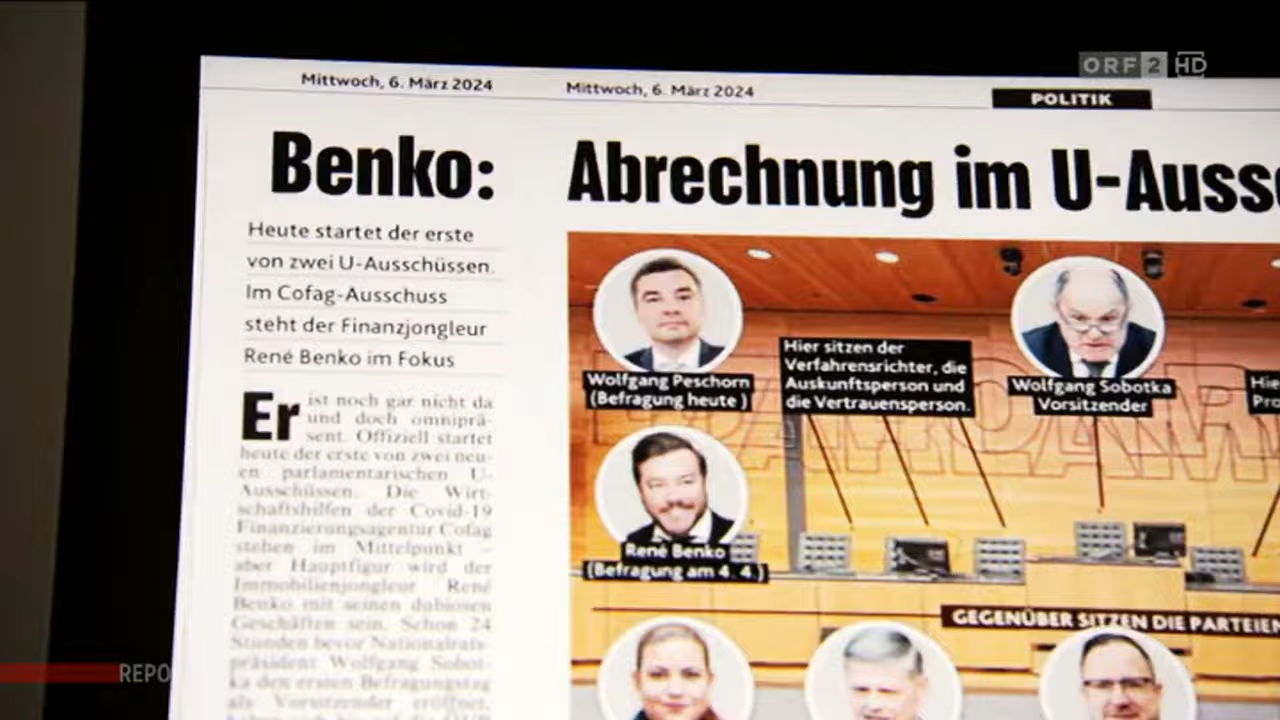 ORF 2 HD
Mittwoch, 6. März 2024
Mittwoch, 6. März 2024
POLITIK
Benko:
Abrechnung im U-Auss
Heute startet der erste
von zwei U-Ausschüssen.
Im Cofag-Ausschuss
steht der Finanzjongleur
René Benko im Fokus
Er ist noch gar nicht da
und doch omniprä-
sent. Offiziell startet
heute der erste von zwei neu-
en parlamentarischen U-
Ausschüssen. Die Wirt-
schaftshilfen der Covid-19
Finanzierungsagentur Cofag
stehen im Mittelpunkt –
aber Hauptfigur wird der
Immobilienjongleur René
Benko mit seinen dubiosen
Geschäften sein. Schon 24
Stunden bevor Nationalrats-
präsident Wolfgang Sobot-
ka den ersten Befragungstag
als Vorsitzender eröffnet,
Wolfgang Peschorn
(Befragung heute )
Hier sitzen der
Verfahrensrichter, die
Auskunftsperson und
die Vertrauensperson.
Wolfgang Sobotka
Vorsitzender
Hie
Pro
René Benko
(Befragung am 4. 4.)
GEGENÜBER SITZEN DIE PARTEIEN
REPO